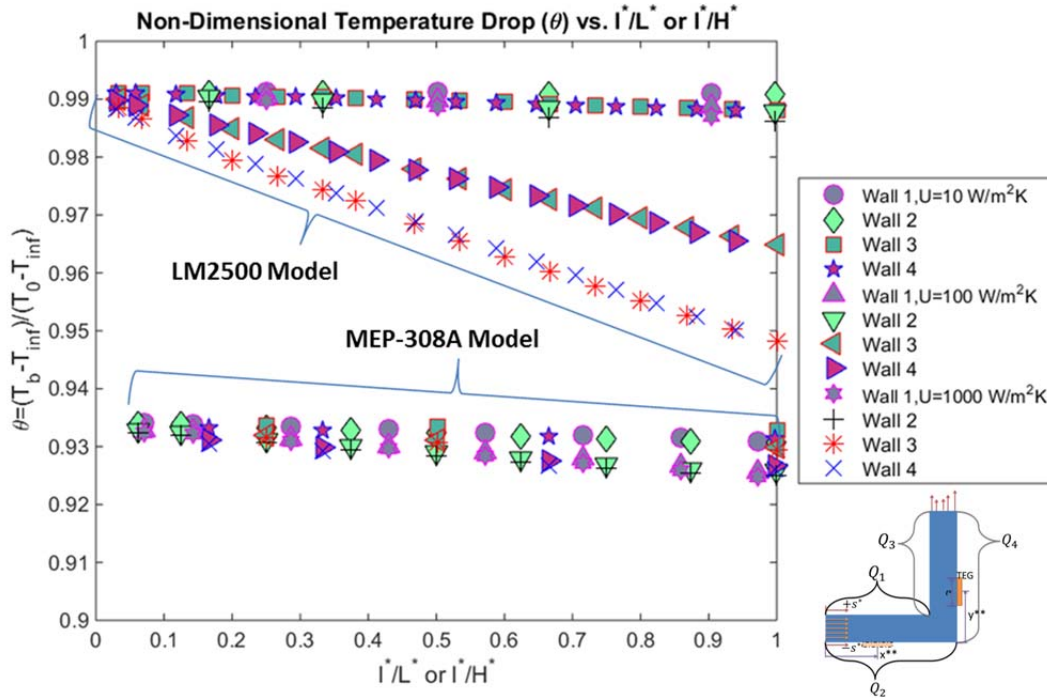 Non-Dimensional Temperature Drop (θ) vs. l*/L* or l*/H*
1
0.99
0.98
0.97
0.96
0.95
0.94
0.93
0.92
0.91
0.9
θ=(T_b-T_inf)/(T_0-T_inf)
LM2500 Model
MEP-308A Model
0 0.1 0.2 0.3 0.4 0.5 0.6 0.7 0.8 0.9 1
l*/L* or l*/H*
Wall 1,U=10 W/m²K
Wall 2
Wall 3
Wall 4
Wall 1,U=100 W/m²K
Wall 2
Wall 3
Wall 4
Wall 1,U=1000 W/m²K
Wall 2
Wall 3
Wall 4
Q₃
Q₄
Q₁
TEG
+s*
y**
−s*
x**
Q₂